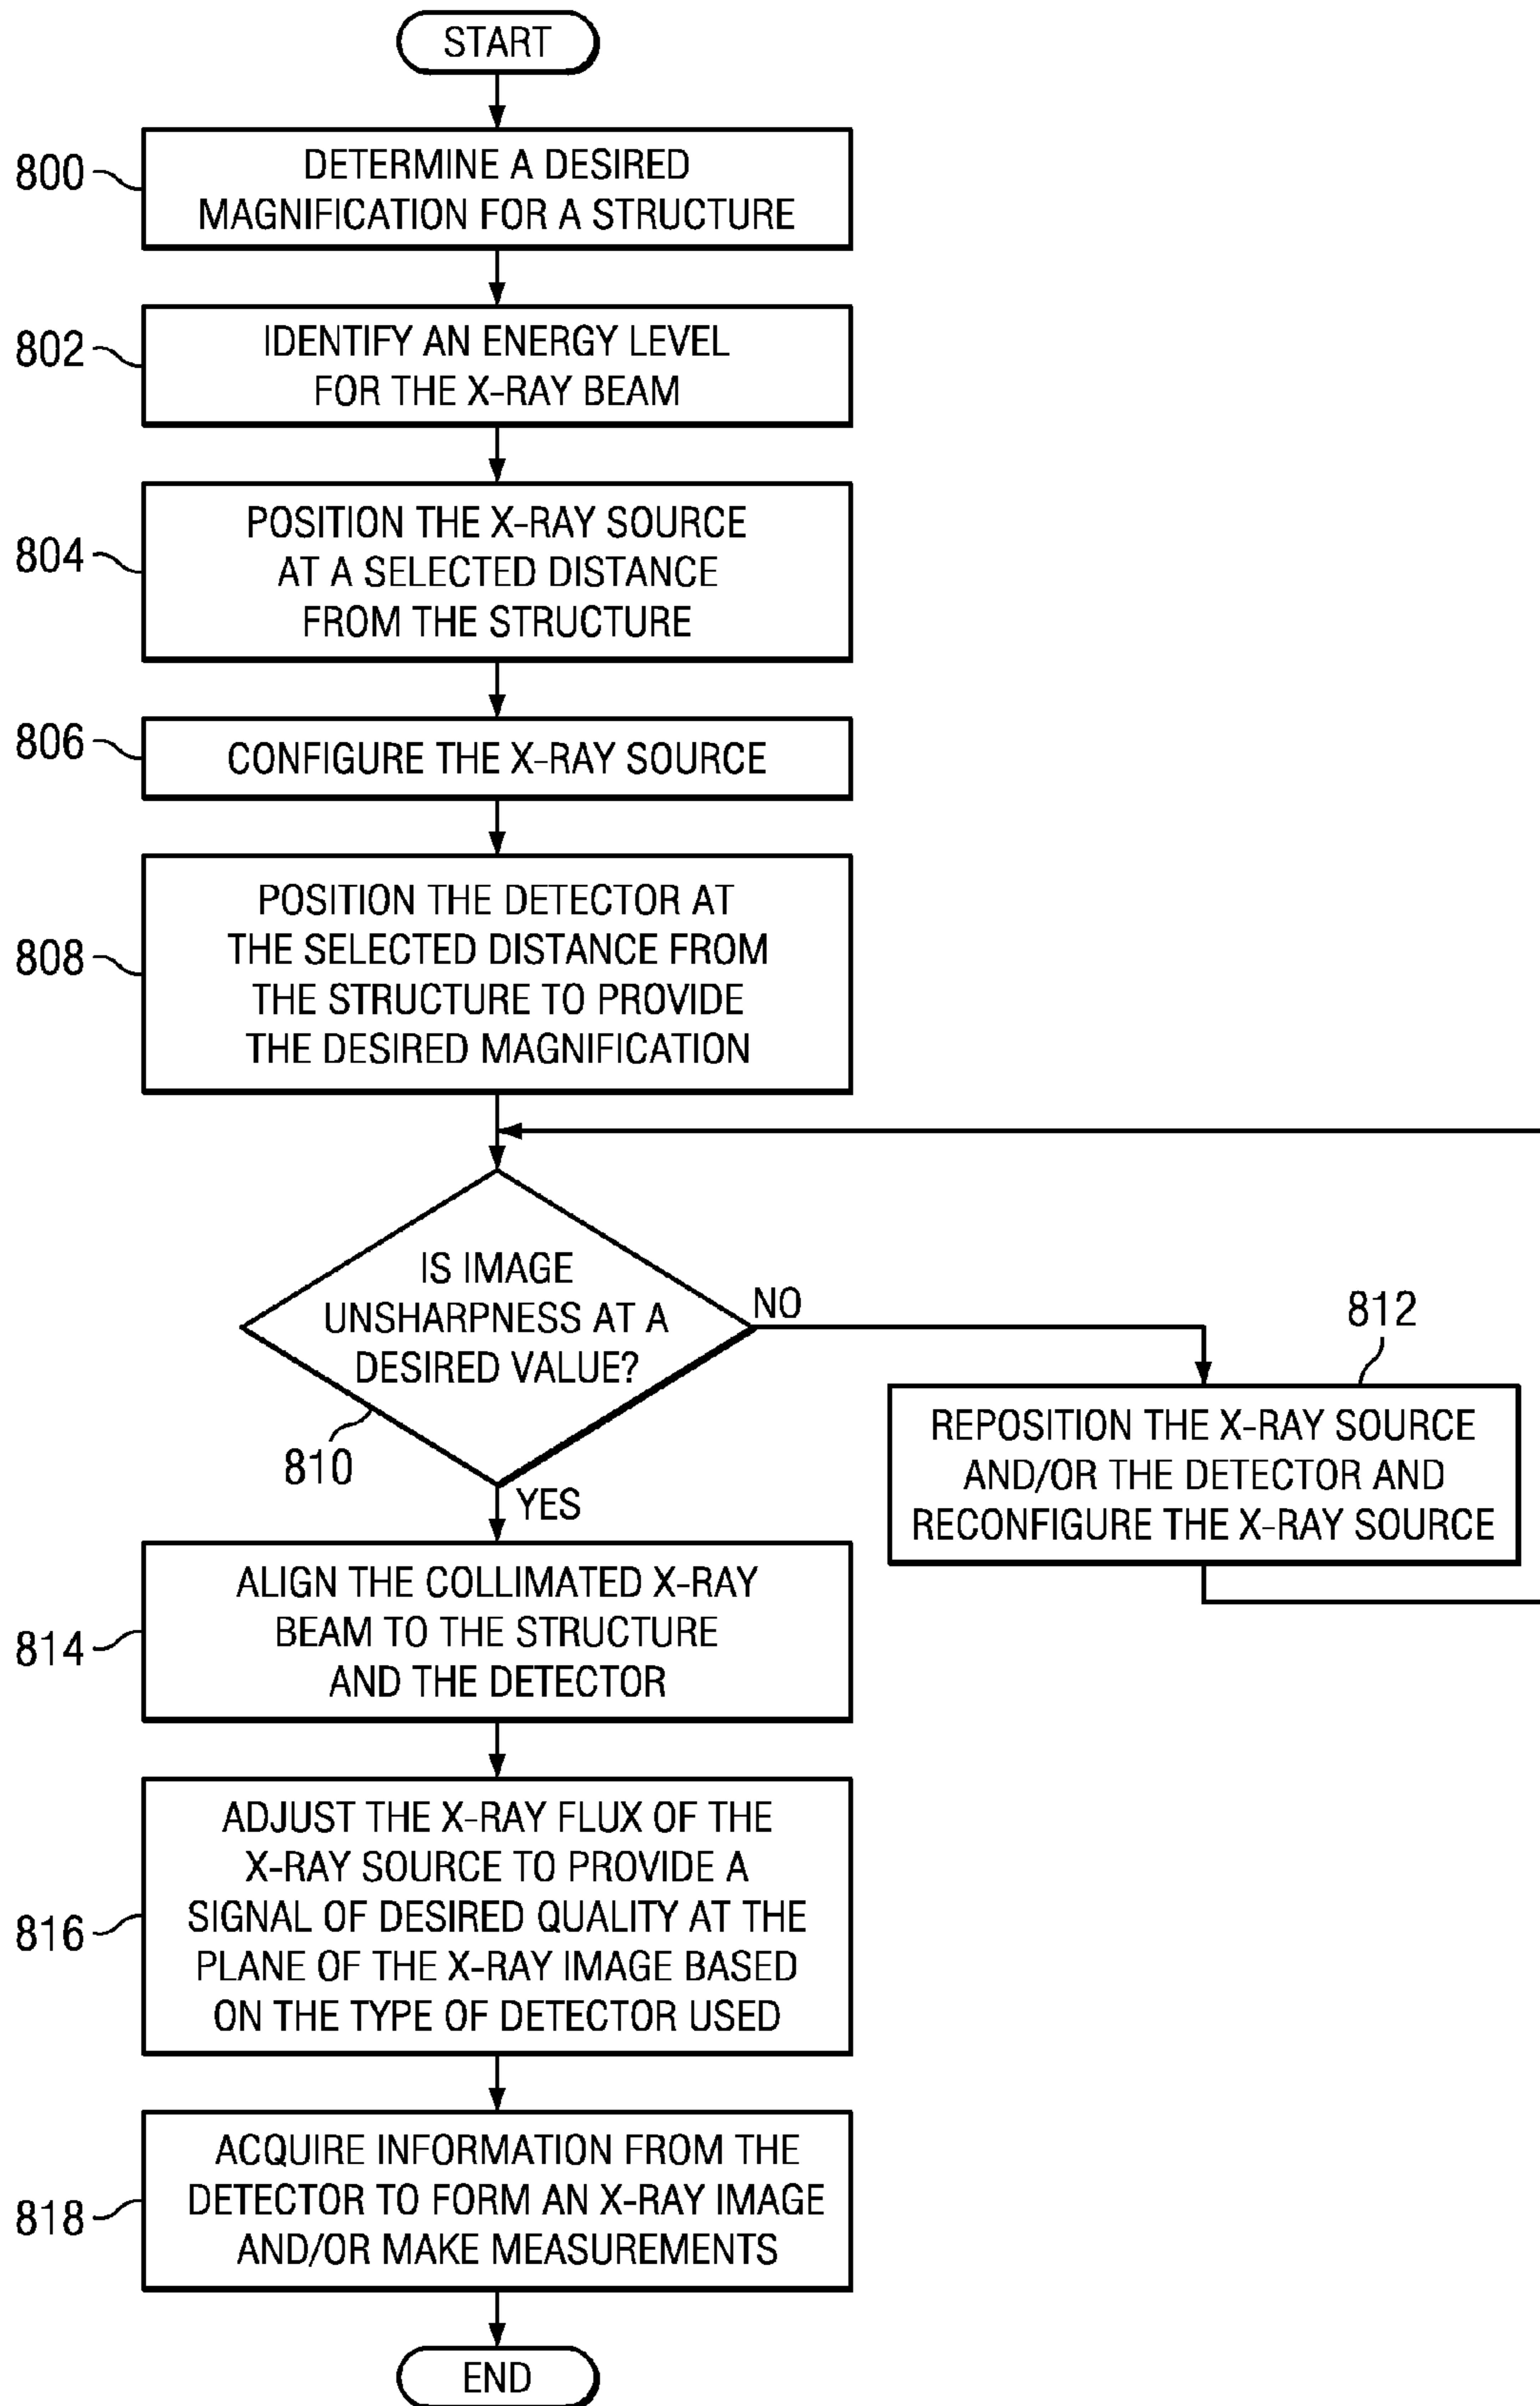 START
800
DETERMINE A DESIRED
MAGNIFICATION FOR A STRUCTURE
802
IDENTIFY AN ENERGY LEVEL
FOR THE X-RAY BEAM
804
POSITION THE X-RAY SOURCE
AT A SELECTED DISTANCE
FROM THE STRUCTURE
806
CONFIGURE THE X-RAY SOURCE
808
POSITION THE DETECTOR AT
THE SELECTED DISTANCE FROM
THE STRUCTURE TO PROVIDE
THE DESIRED MAGNIFICATION
IS IMAGE
UNSHARPNESS AT A
DESIRED VALUE?
810
NO
812
REPOSITION THE X-RAY SOURCE
AND/OR THE DETECTOR AND
RECONFIGURE THE X-RAY SOURCE
YES
814
ALIGN THE COLLIMATED X-RAY
BEAM TO THE STRUCTURE
AND THE DETECTOR
816
ADJUST THE X-RAY FLUX OF THE
X-RAY SOURCE TO PROVIDE A
SIGNAL OF DESIRED QUALITY AT THE
PLANE OF THE X-RAY IMAGE BASED
ON THE TYPE OF DETECTOR USED
818
ACQUIRE INFORMATION FROM THE
DETECTOR TO FORM AN X-RAY IMAGE
AND/OR MAKE MEASUREMENTS
END